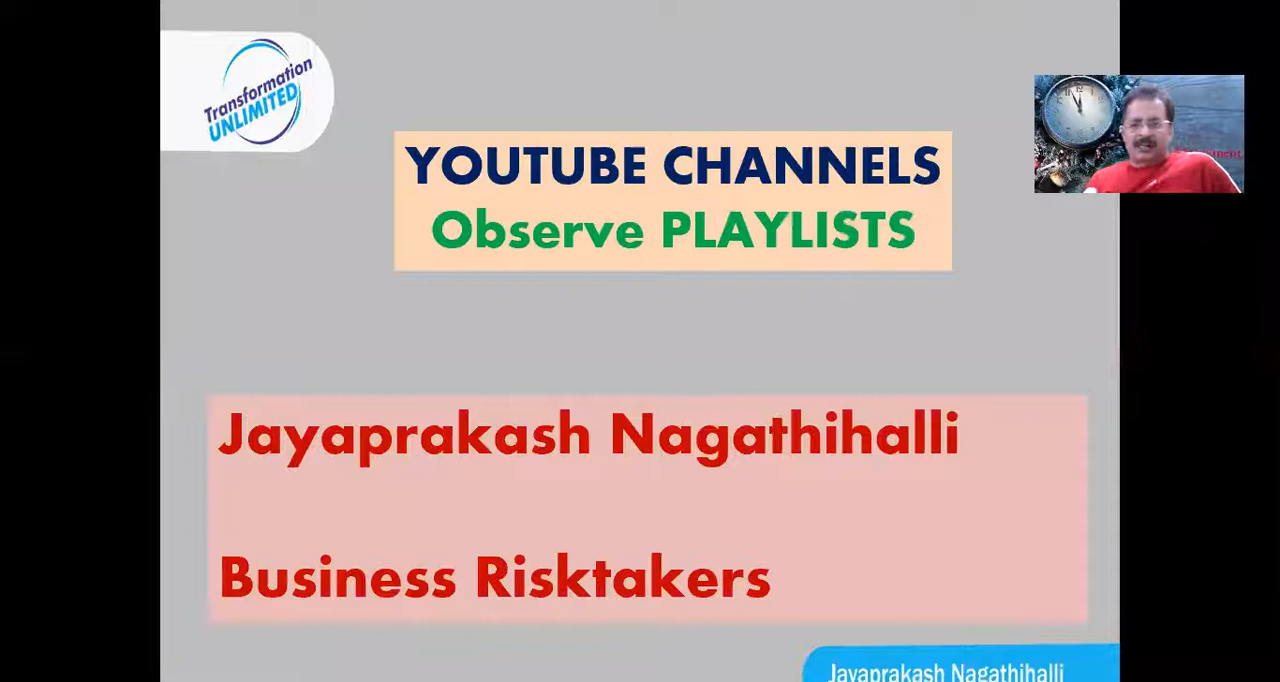 Transformation
UNLIMITED
YOUTUBE CHANNELS
Observe PLAYLISTS
Jayaprakash Nagathihalli
Business Risktakers
Jayaprakash Nagathihalli